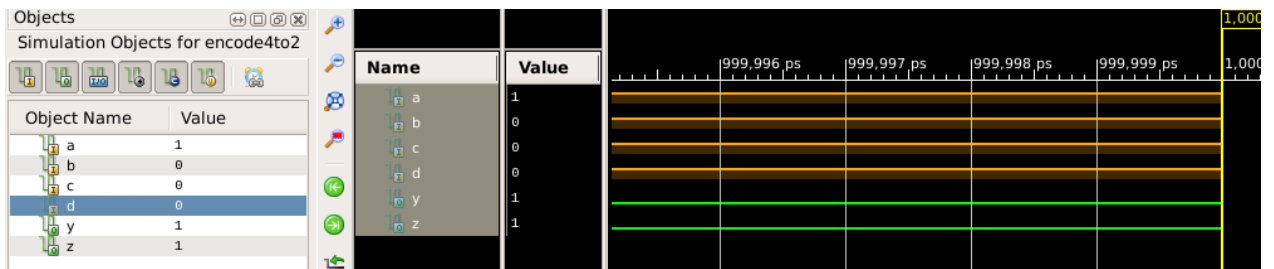 Objects
Simulation Objects for encode4to2
Object Name Value
a 1
b 0
c 0
d 0
y 1
z 1
Name Value
a 1
b 0
c 0
d 0
y 1
z 1
1,000
999,996 ps 999,997 ps 999,998 ps 999,999 ps 1,000